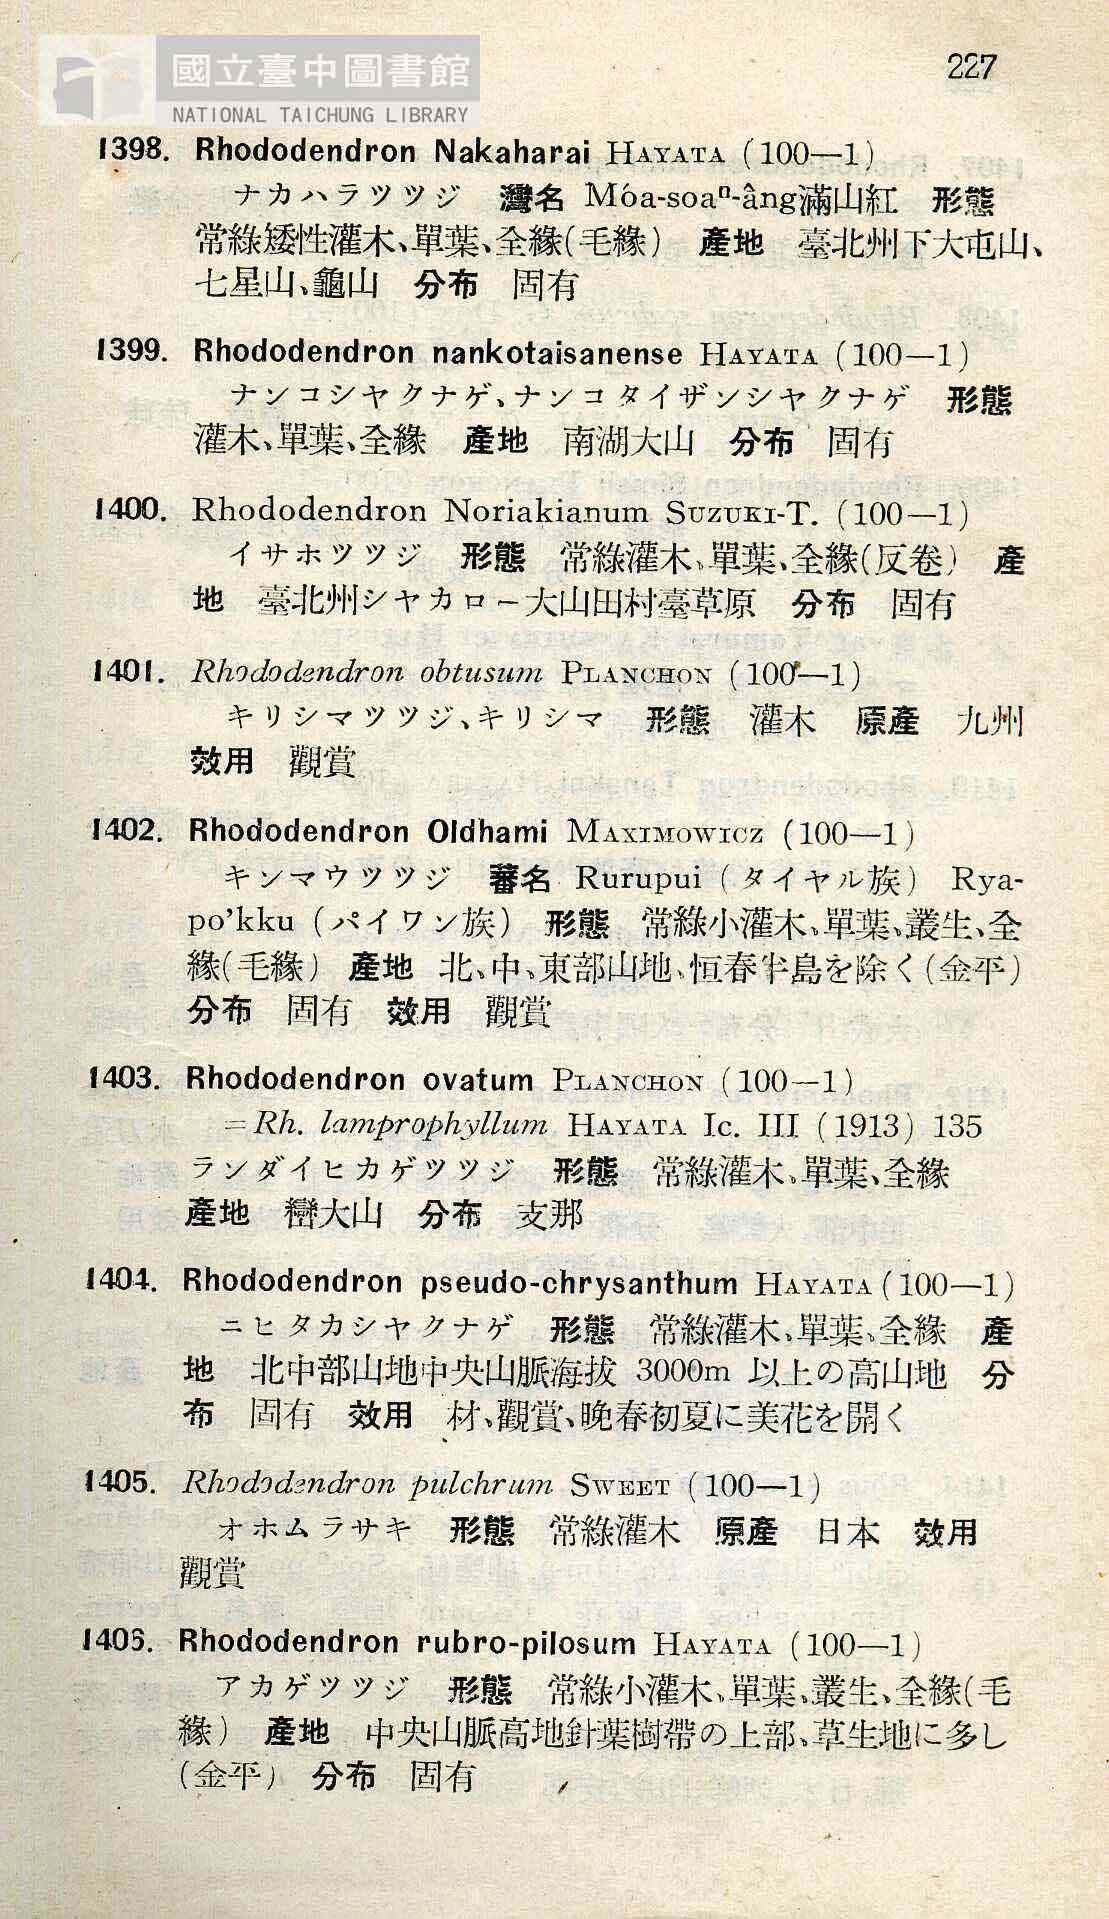 國立臺中圖書館
NATIONAL TAICHUNG LIBRARY
227
1398. Rhododendron Nakaharai HAYATA (100—1)
ナカハラツツジ 灣名 Móa-soaⁿ-âng滿山紅 形態
常綠矮性灌木、單葉、全緣(毛緣) 產地 臺北州下大屯山、
七星山、龜山 分布 固有
1399. Rhododendron nankotaisanense HAYATA (100—1)
ナンコシヤクナゲ、ナンコタイザンシヤクナゲ 形態
灌木、單葉、全緣 產地 南湖大山 分布 固有
1400. Rhododendron Noriakianum SUZUKI-T. (100—1)
イサホツツジ 形態 常綠灌木、單葉、全緣(反卷) 產
地 臺北州シヤカロー大山田村臺草原 分布 固有
1401. Rhododendron obtusum PLANCHON (100—1)
キリシマツツジ、キリシマ 形態 灌木 原產 九州
效用 觀賞
1402. Rhododendron Oldhami MAXIMOWICZ (100—1)
キンマウツツジ 蕃名 Rurupui (タイヤル族) Rya-
po'kku (パイワン族) 形態 常綠小灌木、單葉、叢生、全
緣(毛緣) 產地 北、中、東部山地、恒春半島を除く(金平)
分布 固有 效用 觀賞
1403. Rhododendron ovatum PLANCHON (100—1)
=Rh. lamprophyllum HAYATA Ic. III (1913) 135
ランダイヒカゲツツジ 形態 常綠灌木、單葉、全緣
產地 巒大山 分布 支那
1404. Rhododendron pseudo-chrysanthum HAYATA (100—1)
ニヒタカシヤクナゲ 形態 常綠灌木、單葉、全緣 產
地 北中部山地中央山脈海拔 3000m 以上の高山地 分
布 固有 效用 材、觀賞、晚春初夏に美花を開く
1405. Rhododendron pulchrum SWEET (100—1)
オホムラサキ 形態 常綠灌木 原產 日本 效用
觀賞
1406. Rhododendron rubro-pilosum HAYATA (100—1)
アカゲツツジ 形態 常綠小灌木、單葉、叢生、全緣(毛
緣) 產地 中央山脈高地針葉樹帶の上部、草生地に多し
(金平) 分布 固有